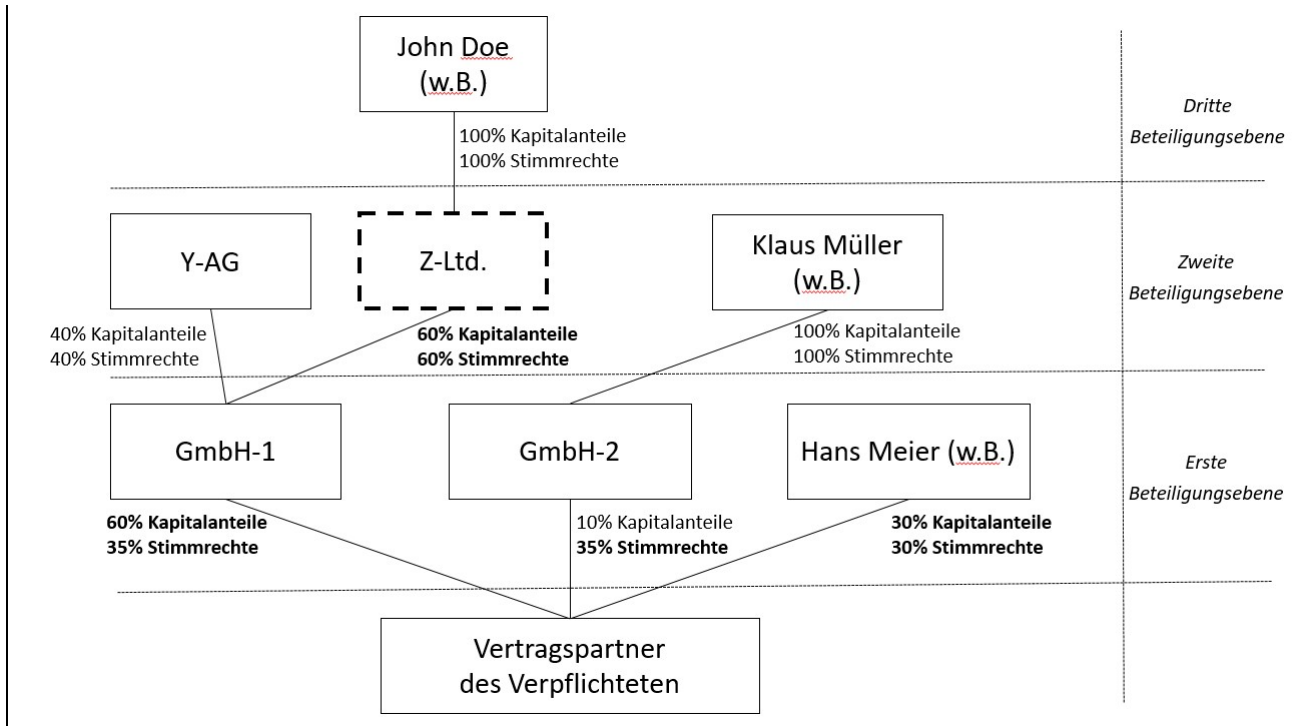 John Doe
(w.B.)
100% Kapitalanteile
100% Stimmrechte
Dritte
Beteiligungsebene
Y-AG
Z-Ltd.
Klaus Müller
(w.B.)
Zweite
Beteiligungsebene
40% Kapitalanteile
40% Stimmrechte
60% Kapitalanteile
60% Stimmrechte
100% Kapitalanteile
100% Stimmrechte
GmbH-1
GmbH-2
Hans Meier (w.B.)
Erste
Beteiligungsebene
60% Kapitalanteile
35% Stimmrechte
10% Kapitalanteile
35% Stimmrechte
30% Kapitalanteile
30% Stimmrechte
Vertragspartner
des Verpflichteten